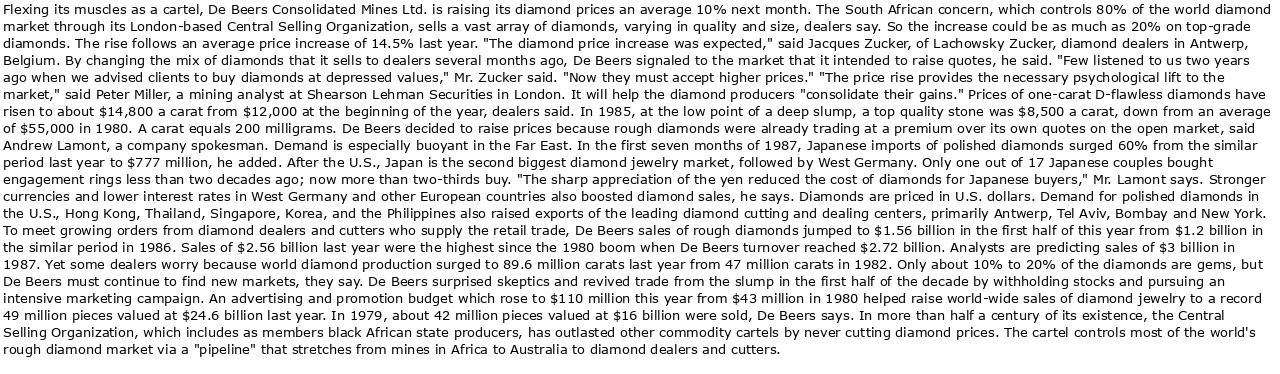 Flexing its muscles as a cartel, De Beers Consolidated Mines Ltd. is raising its diamond prices an average 10% next month. The South African concern, which controls 80% of the world diamond
market through its London-based Central Selling Organization, sells a vast array of diamonds, varying in quality and size, dealers say. So the increase could be as much as 20% on top-grade
diamonds. The rise follows an average price increase of 14.5% last year. "The diamond price increase was expected," said Jacques Zucker, of Lachowsky Zucker, diamond dealers in Antwerp,
Belgium. By changing the mix of diamonds that it sells to dealers several months ago, De Beers signaled to the market that it intended to raise quotes, he said. "Few listened to us two years
ago when we advised clients to buy diamonds at depressed values," Mr. Zucker said. "Now they must accept higher prices." "The price rise provides the necessary psychological lift to the
market," said Peter Miller, a mining analyst at Shearson Lehman Securities in London. It will help the diamond producers "consolidate their gains." Prices of one-carat D-flawless diamonds have
risen to about $14,800 a carat from $12,000 at the beginning of the year, dealers said. In 1985, at the low point of a deep slump, a top quality stone was $8,500 a carat, down from an average
of $55,000 in 1980. A carat equals 200 milligrams. De Beers decided to raise prices because rough diamonds were already trading at a premium over its own quotes on the open market, said
Andrew Lamont, a company spokesman. Demand is especially buoyant in the Far East. In the first seven months of 1987, Japanese imports of polished diamonds surged 60% from the similar
period last year to $777 million, he added. After the U.S., Japan is the second biggest diamond jewelry market, followed by West Germany. Only one out of 17 Japanese couples bought
engagement rings less than two decades ago; now more than two-thirds buy. "The sharp appreciation of the yen reduced the cost of diamonds for Japanese buyers," Mr. Lamont says. Stronger
currencies and lower interest rates in West Germany and other European countries also boosted diamond sales, he says. Diamonds are priced in U.S. dollars. Demand for polished diamonds in
the U.S., Hong Kong, Thailand, Singapore, Korea, and the Philippines also raised exports of the leading diamond cutting and dealing centers, primarily Antwerp, Tel Aviv, Bombay and New York.
To meet growing orders from diamond dealers and cutters who supply the retail trade, De Beers sales of rough diamonds jumped to $1.56 billion in the first half of this year from $1.2 billion in
the similar period in 1986. Sales of $2.56 billion last year were the highest since the 1980 boom when De Beers turnover reached $2.72 billion. Analysts are predicting sales of $3 billion in
1987. Yet some dealers worry because world diamond production surged to 89.6 million carats last year from 47 million carats in 1982. Only about 10% to 20% of the diamonds are gems, but
De Beers must continue to find new markets, they say. De Beers surprised skeptics and revived trade from the slump in the first half of the decade by withholding stocks and pursuing an
intensive marketing campaign. An advertising and promotion budget which rose to $110 million this year from $43 million in 1980 helped raise world-wide sales of diamond jewelry to a record
49 million pieces valued at $24.6 billion last year. In 1979, about 42 million pieces valued at $16 billion were sold, De Beers says. In more than half a century of its existence, the Central
Selling Organization, which includes as members black African state producers, has outlasted other commodity cartels by never cutting diamond prices. The cartel controls most of the world's
rough diamond market via a "pipeline" that stretches from mines in Africa to Australia to diamond dealers and cutters.